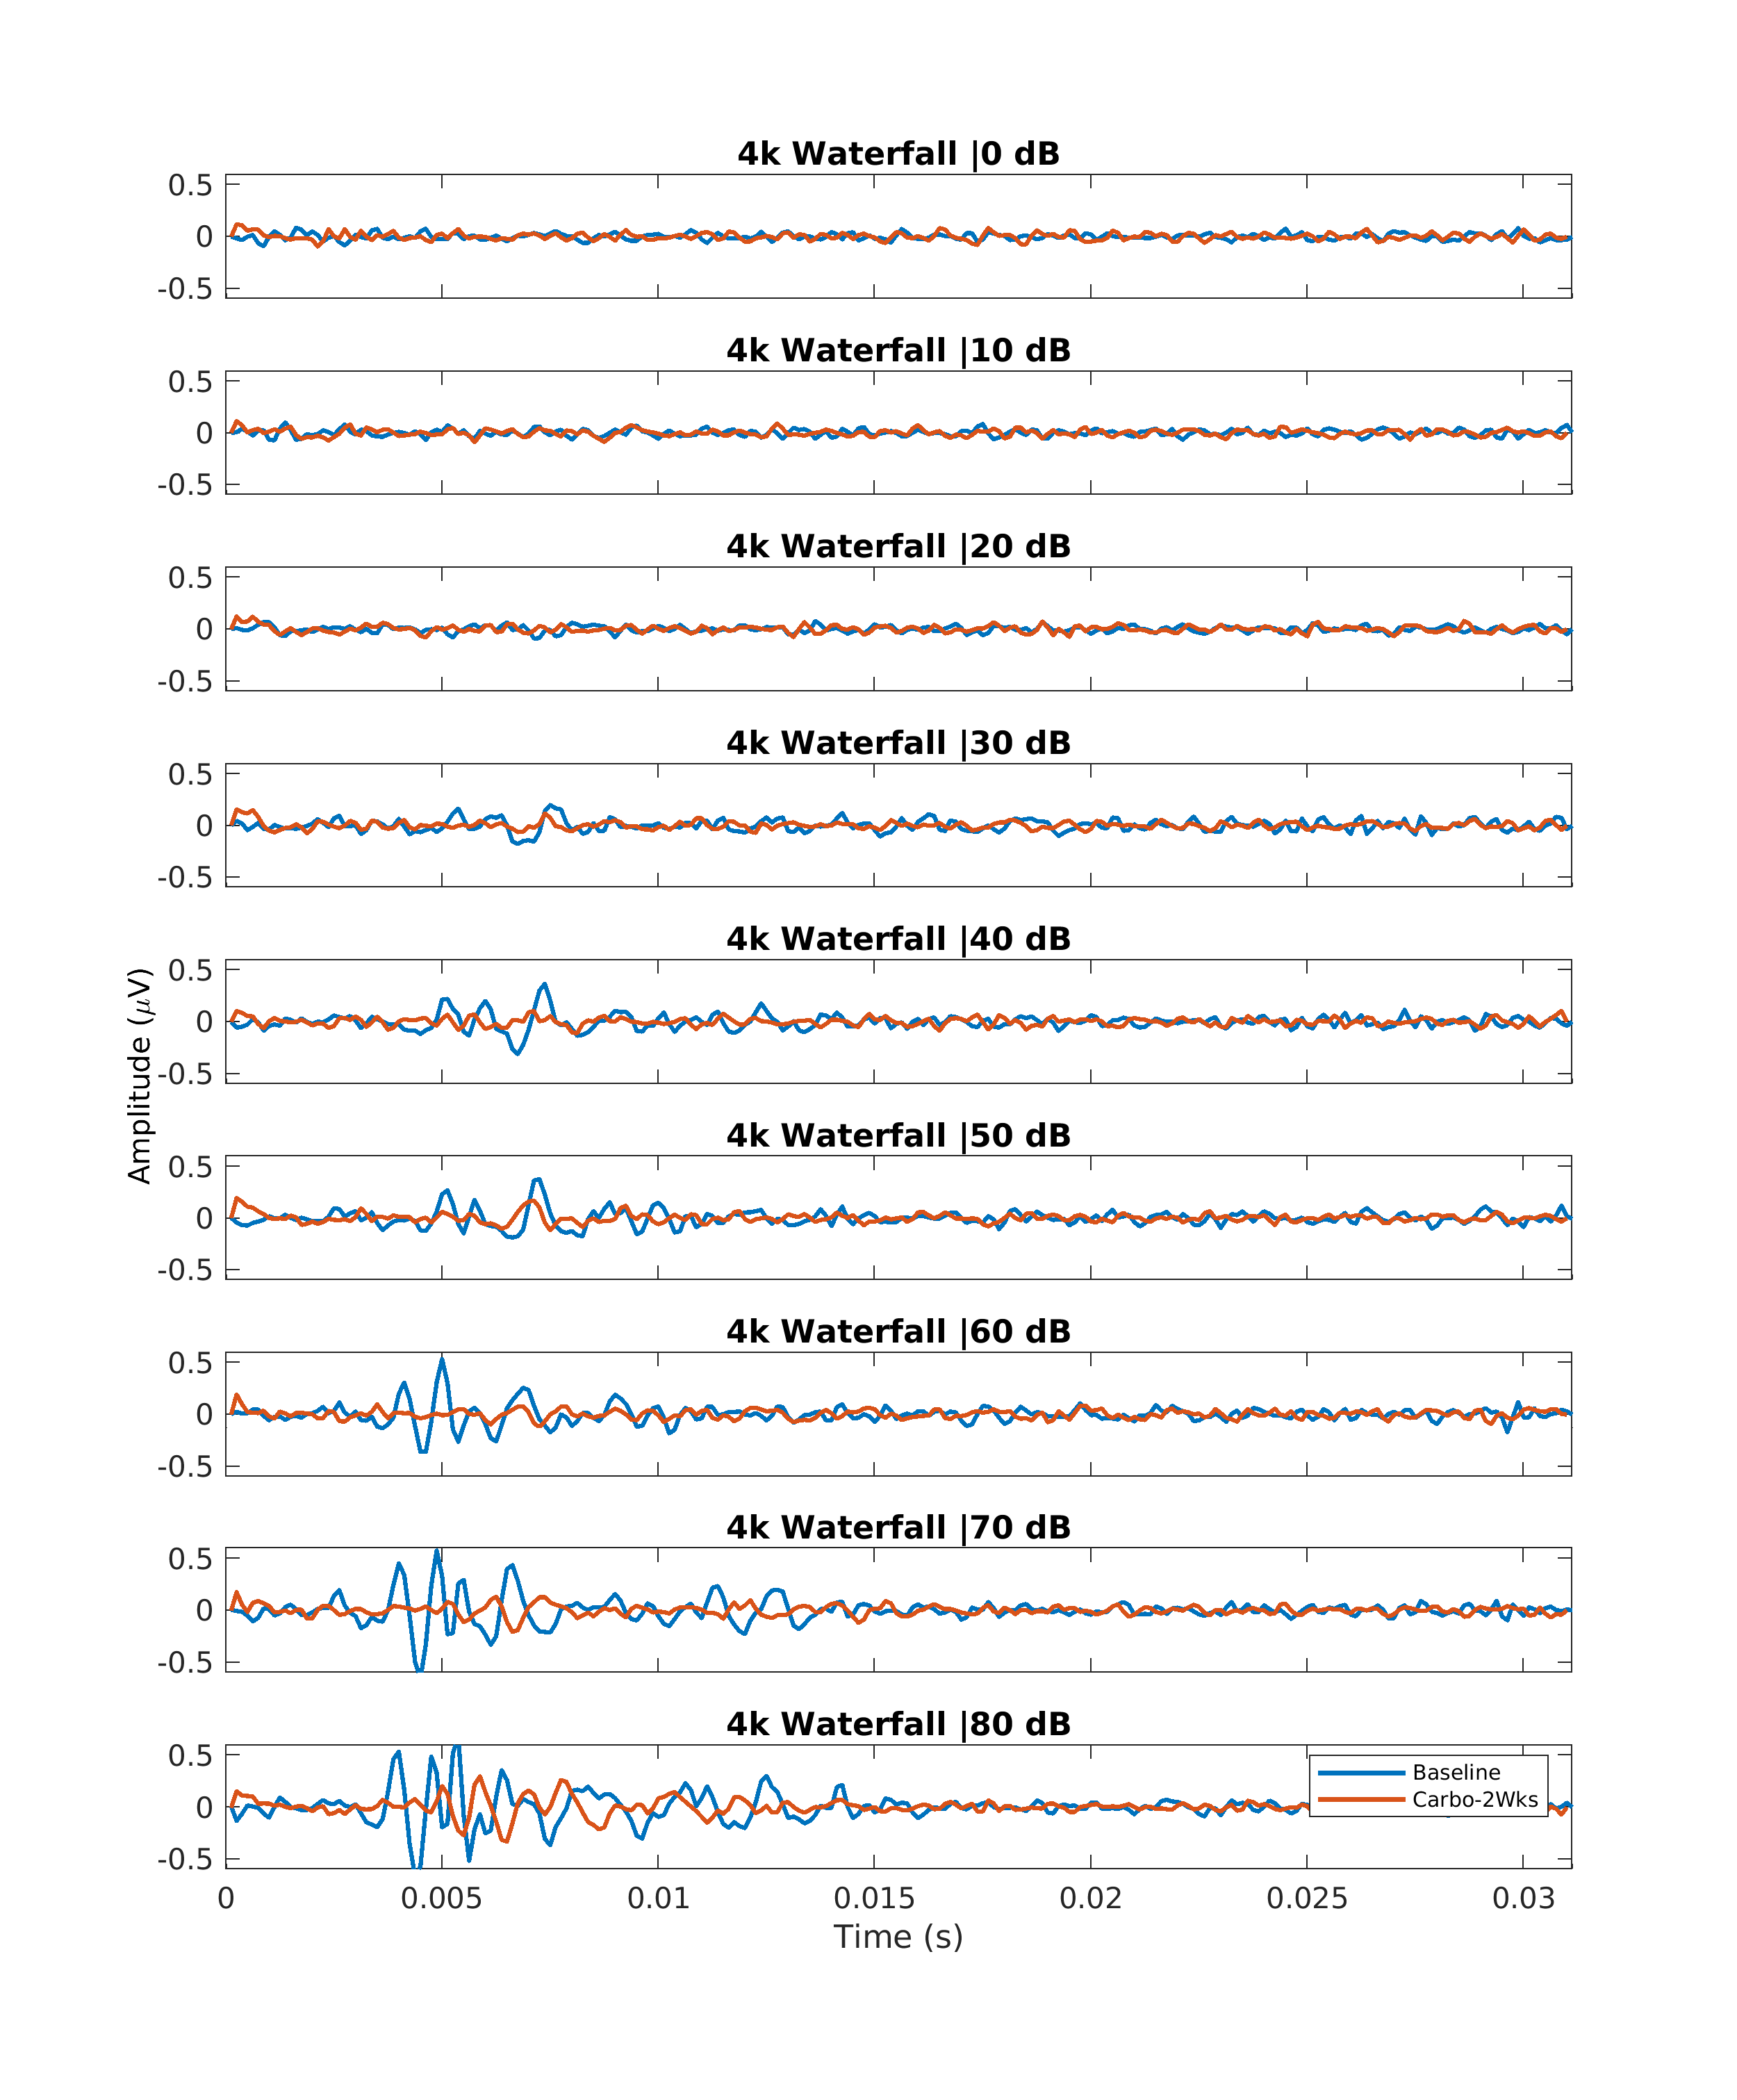 4k Waterfall |0 dB
0.5
0
-0.5
4k Waterfall |10 dB
0.5
0
-0.5
4k Waterfall |20 dB
0.5
0
-0.5
4k Waterfall |30 dB
0.5
0
-0.5
4k Waterfall |40 dB
0.5
0
-0.5
Amplitude (μV)
4k Waterfall |50 dB
0.5
0
-0.5
4k Waterfall |60 dB
0.5
0
-0.5
4k Waterfall |70 dB
0.5
0
-0.5
4k Waterfall |80 dB
0.5
0
-0.5
Baseline
Carbo-2Wks
0 0.005 0.01 0.015 0.02 0.025 0.03
Time (s)